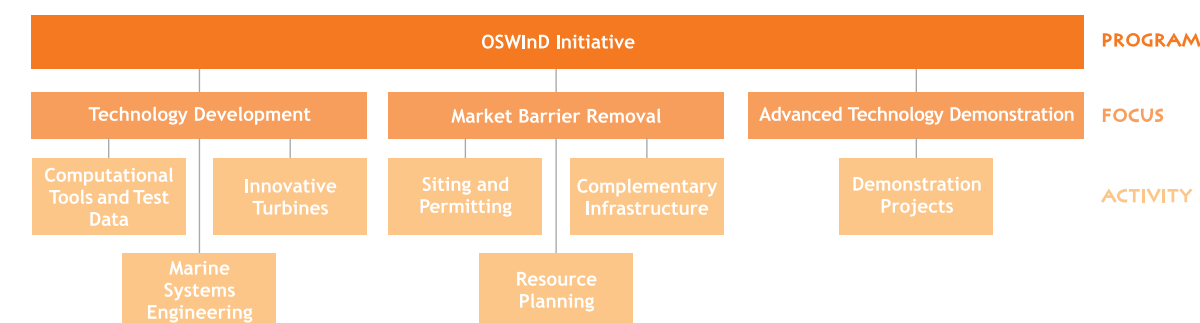 OSWInD Initiative
PROGRAM
Technology Development
Market Barrier Removal
Advanced Technology Demonstration
FOCUS
Computational
Tools and Test
Data
Innovative
Turbines
Siting and
Permitting
Complementary
Infrastructure
Demonstration
Projects
ACTIVITY
Marine
Systems
Engineering
Resource
Planning